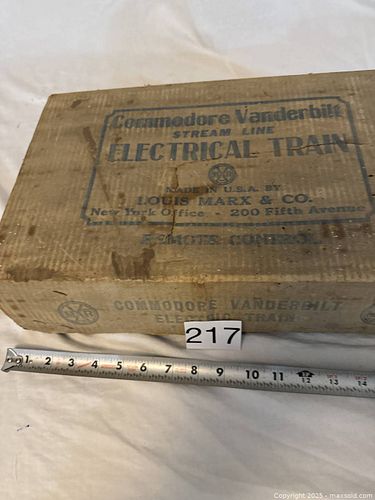 Commodore Vanderbilt
STREAM LINE
ELECTRICAL TRAIN
MAR
MADE IN U.S.A. BY
LOUIS MARX & CO.
New York Office - 200 Fifth Avenue
REMOTE CONTROL
MAR
COMMODORE VANDERBILT
ELECTRIC TRAIN
217
1 2 3 4 5 6 7 8 9 10 11 12 13 14
Copyright © 2025 - maxsold.com